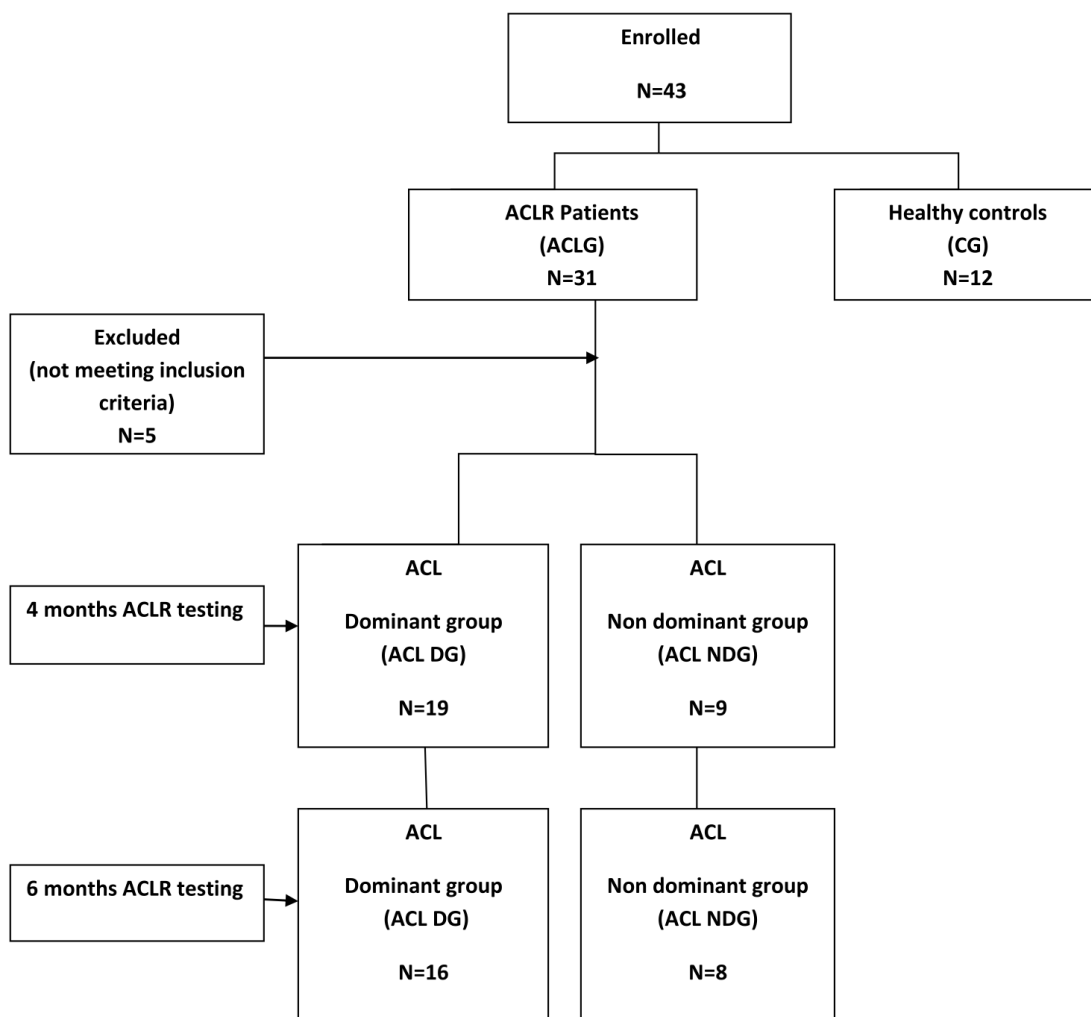 Enrolled
N=43
ACLR Patients
(ACLG)
N=31
Healthy controls
(CG)
N=12
Excluded
(not meeting inclusion
criteria)
N=5
4 months ACLR testing
ACL
Dominant group
(ACL DG)
N=19
ACL
Non dominant group
(ACL NDG)
N=9
6 months ACLR testing
ACL
Dominant group
(ACL DG)
N=16
ACL
Non dominant group
(ACL NDG)
N=8